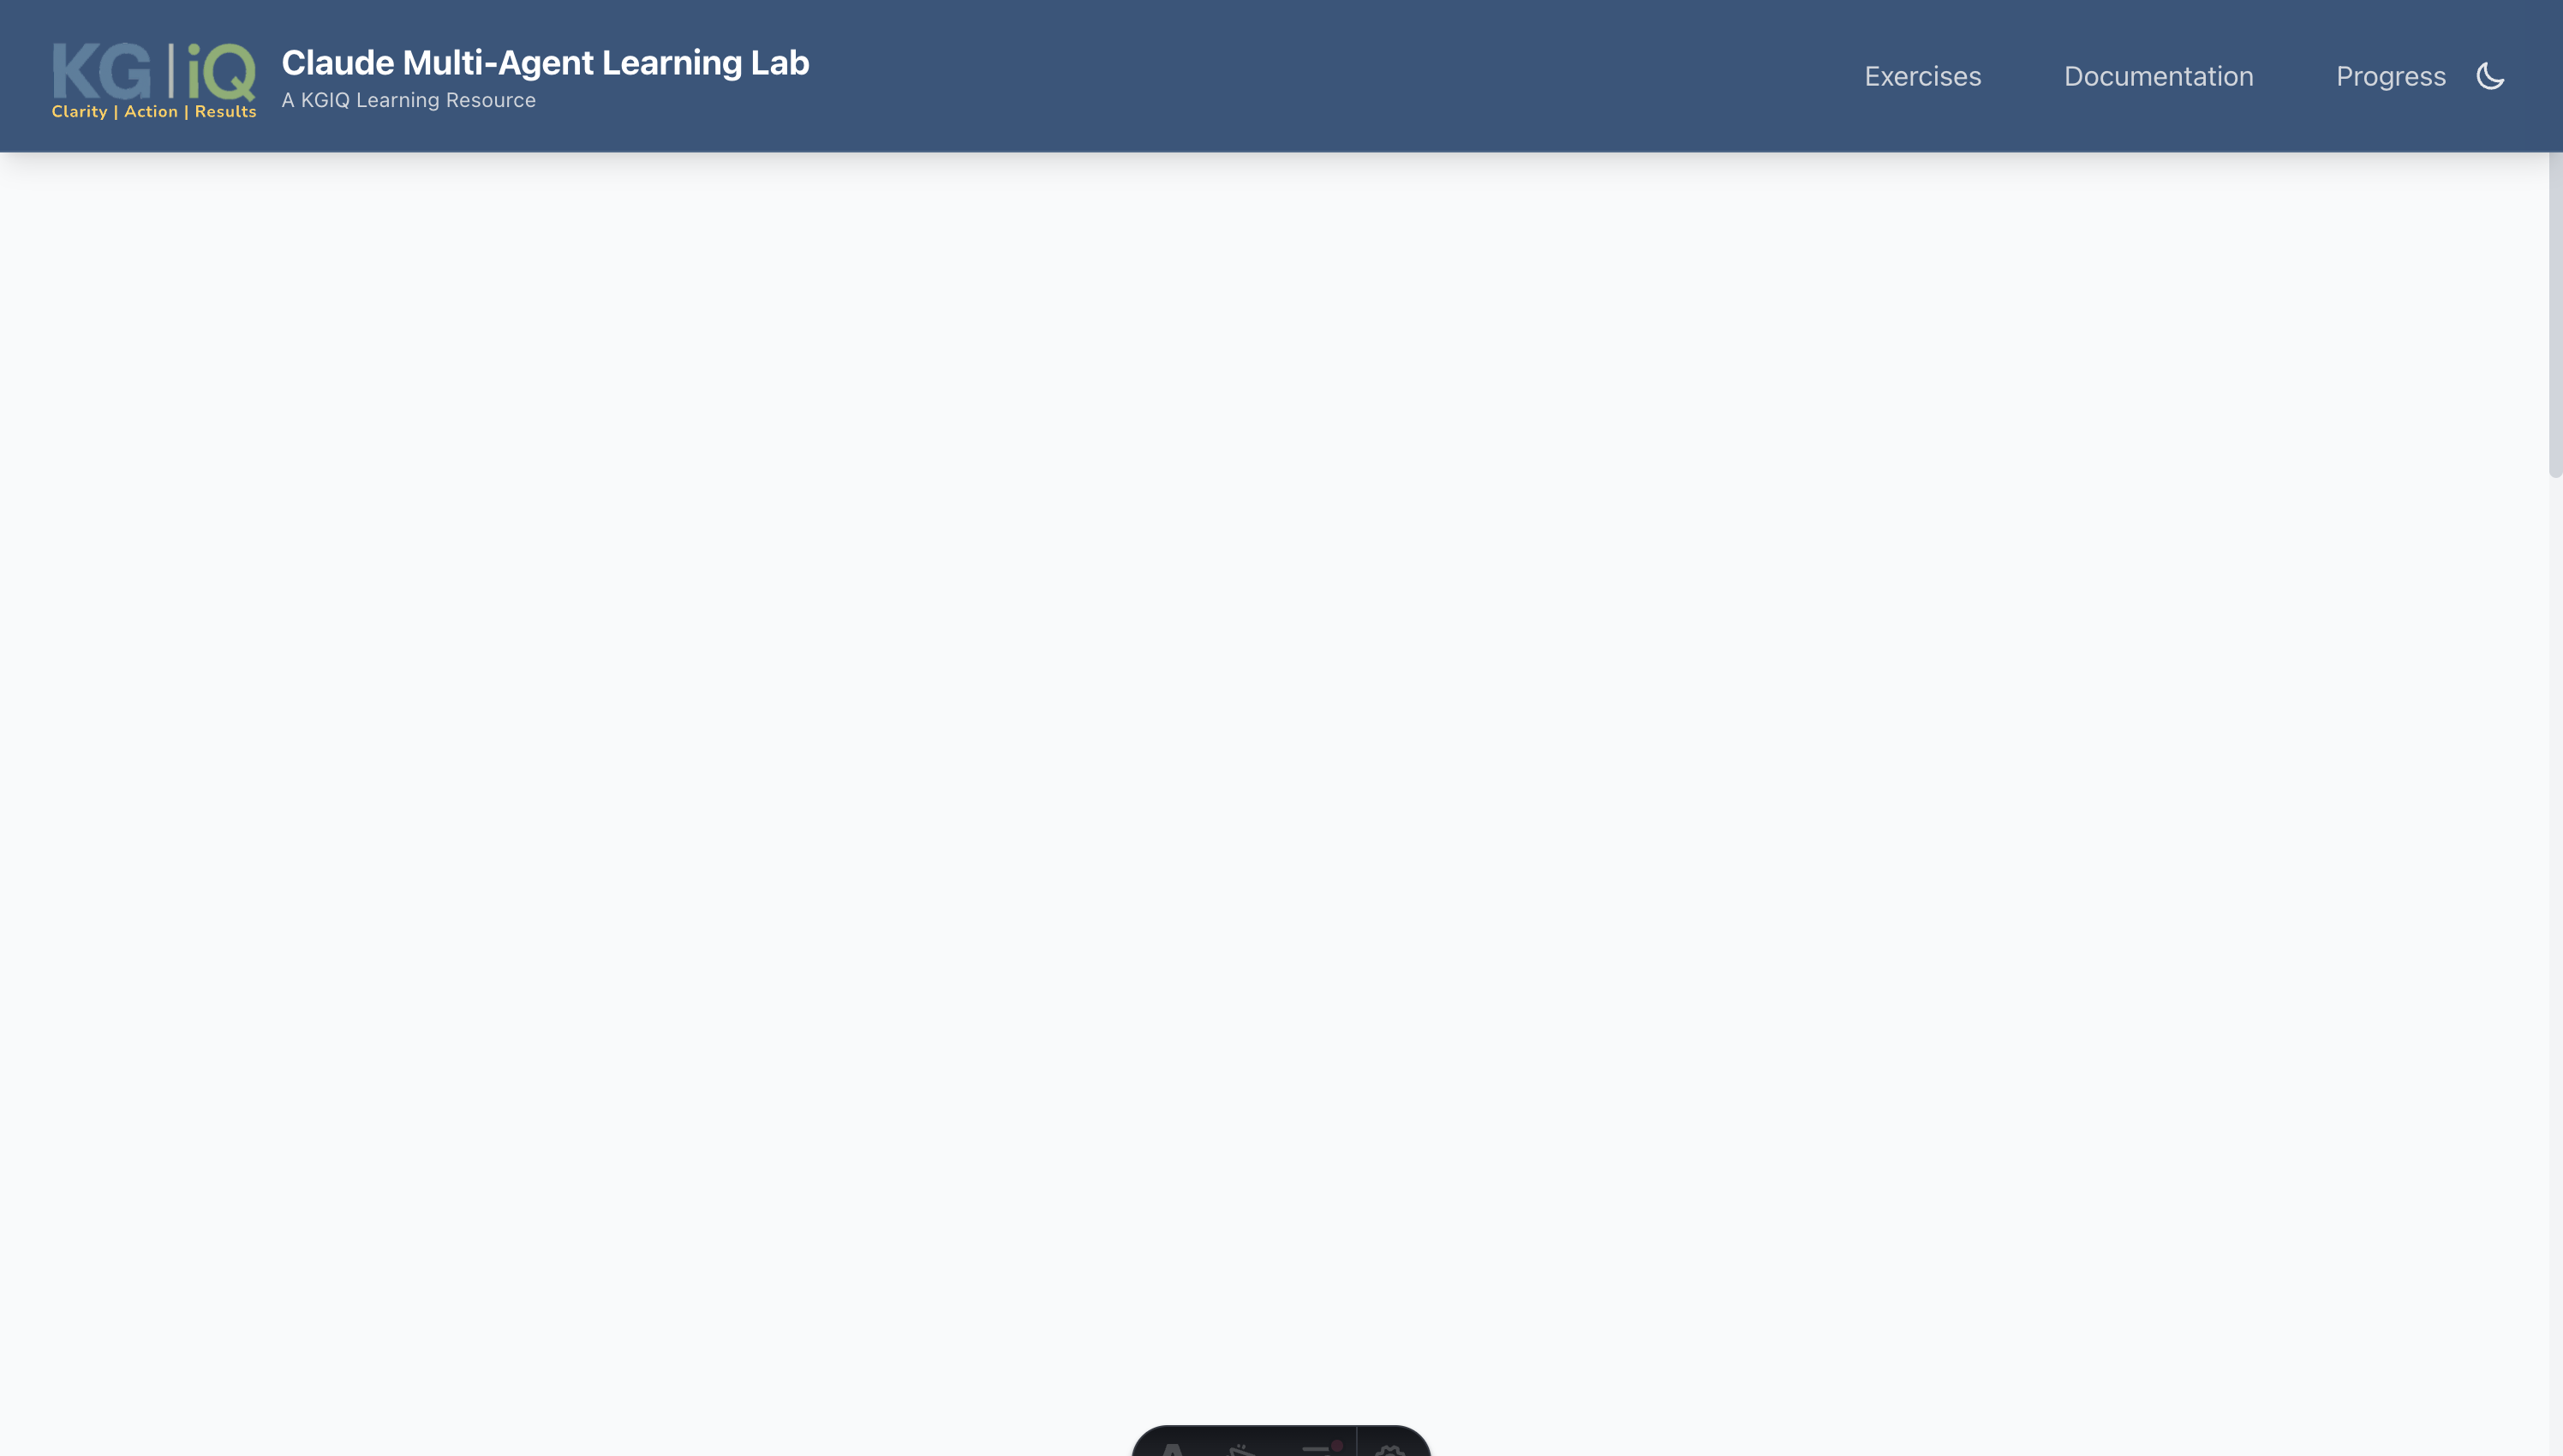 KG|iQ
Clarity | Action | Results
Claude Multi-Agent Learning Lab
A KGIQ Learning Resource
Exercises
Documentation
Progress